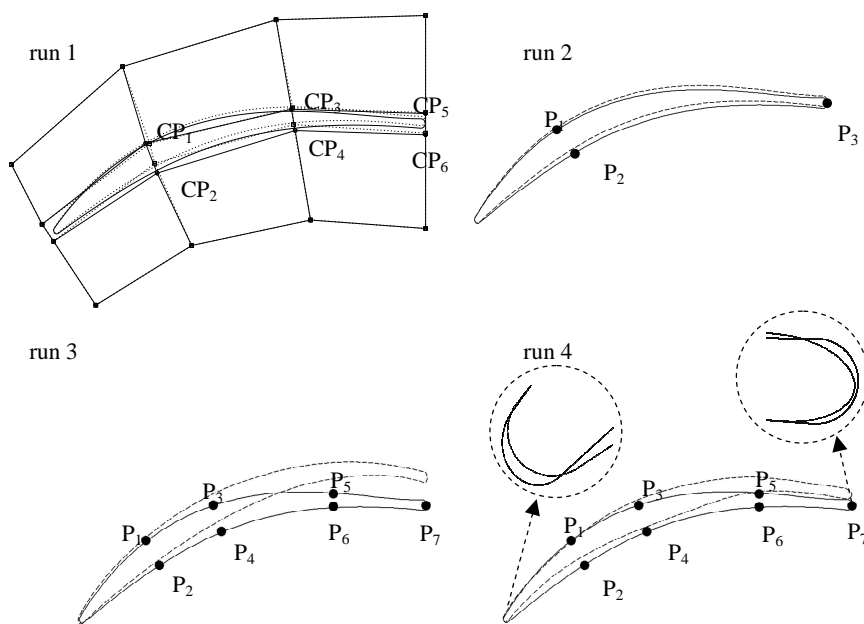 run 1
run 2
CP₃
CP₅
CP₁
CP₄
CP₆
CP₂
P₁
P₂
P₃
run 3
run 4
P₃
P₅
P₁
P₄
P₆
P₇
P₂
P₃
P₅
P₁
P₄
P₆
P₇
P₂